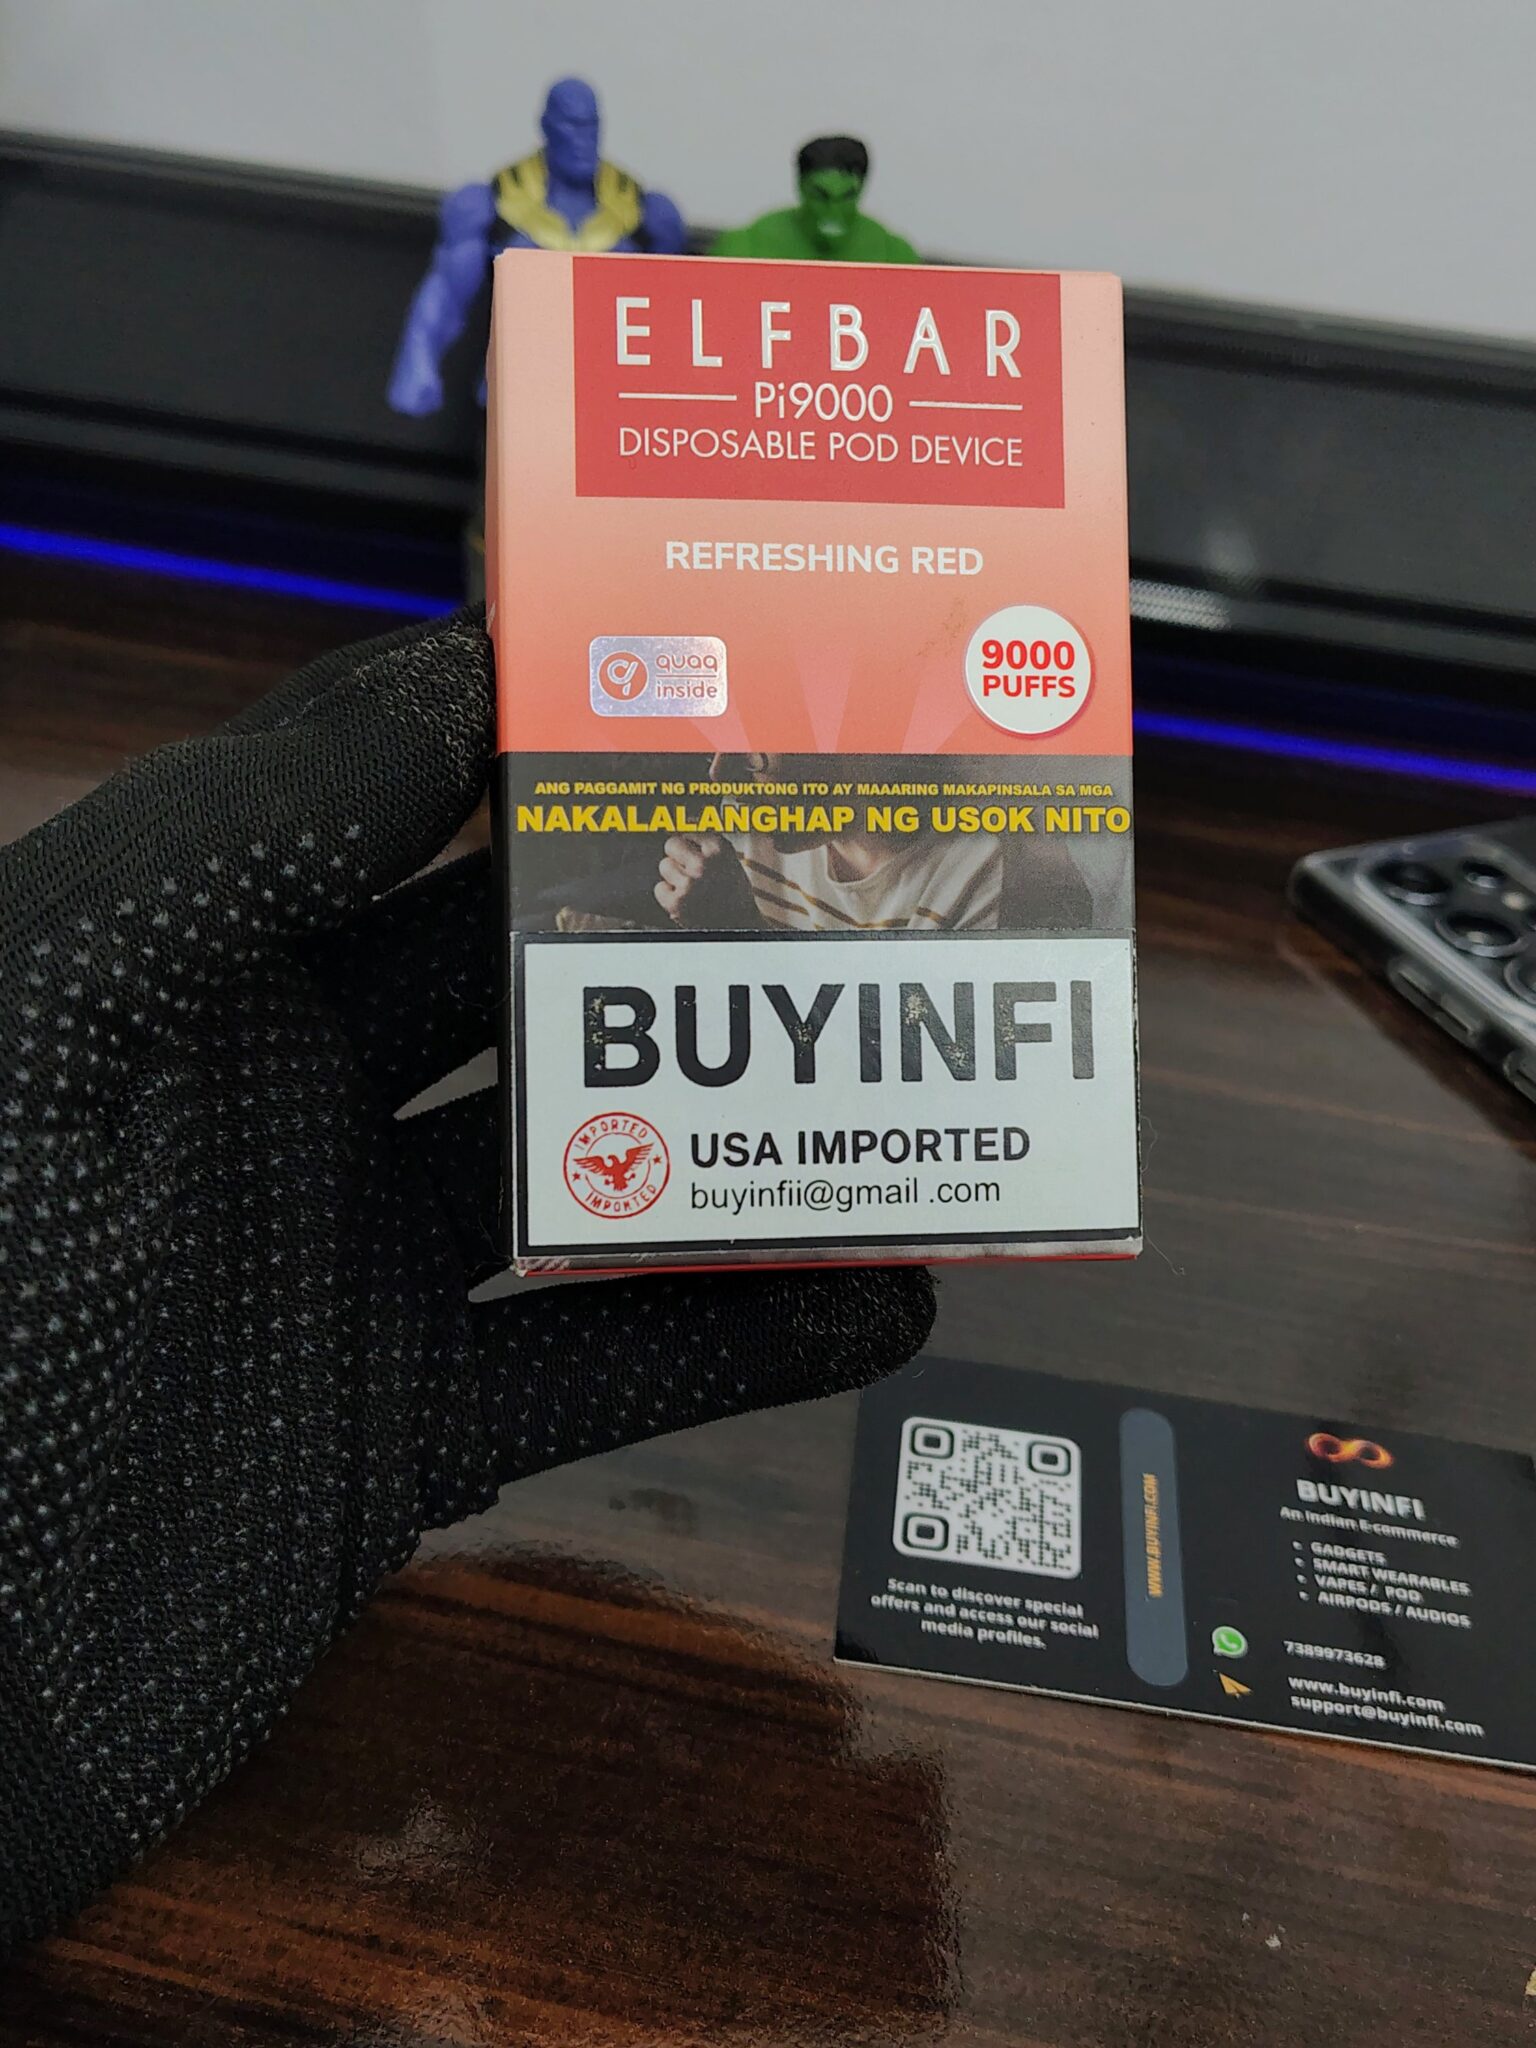 ELFBAR
Pi9000
DISPOSABLE POD DEVICE
REFRESHING RED
quaq
inside
9000
PUFFS
ANG PAGGAMIT NG PRODUKTONG ITO AY MAAARING MAKAPINSALA SA MGA
NAKALALANGHAP NG USOK NITO
BUYINFI
IMPORTED
IMPORTED
USA IMPORTED
buyinfii@gmail .com
Scan to discover special
offers and access our social
media profiles.
WWW.BUYINFI.COM
BUYINFI
An Indian E-commerce
GADGETS
SMART WEARABLES
VAPES / POD
AIRPODS / AUDIOS
7389973628
www.buyinfi.com
support@buyinfi.com